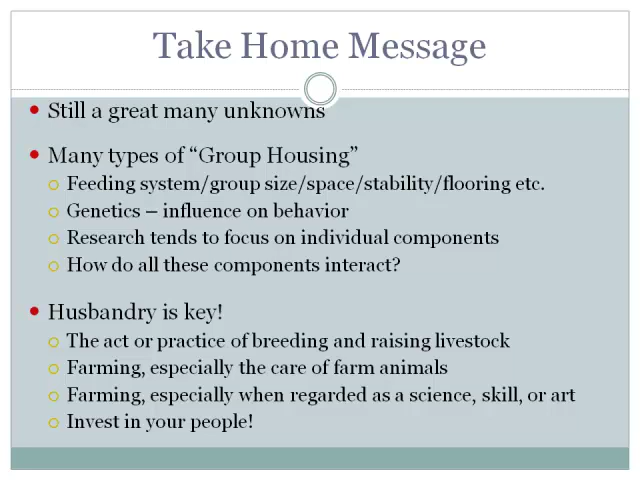 Take Home Message
Still a great many unknowns
Many types of “Group Housing”
Feeding system/group size/space/stability/flooring etc.
Genetics – influence on behavior
Research tends to focus on individual components
How do all these components interact?
Husbandry is key!
The act or practice of breeding and raising livestock
Farming, especially the care of farm animals
Farming, especially when regarded as a science, skill, or art
Invest in your people!